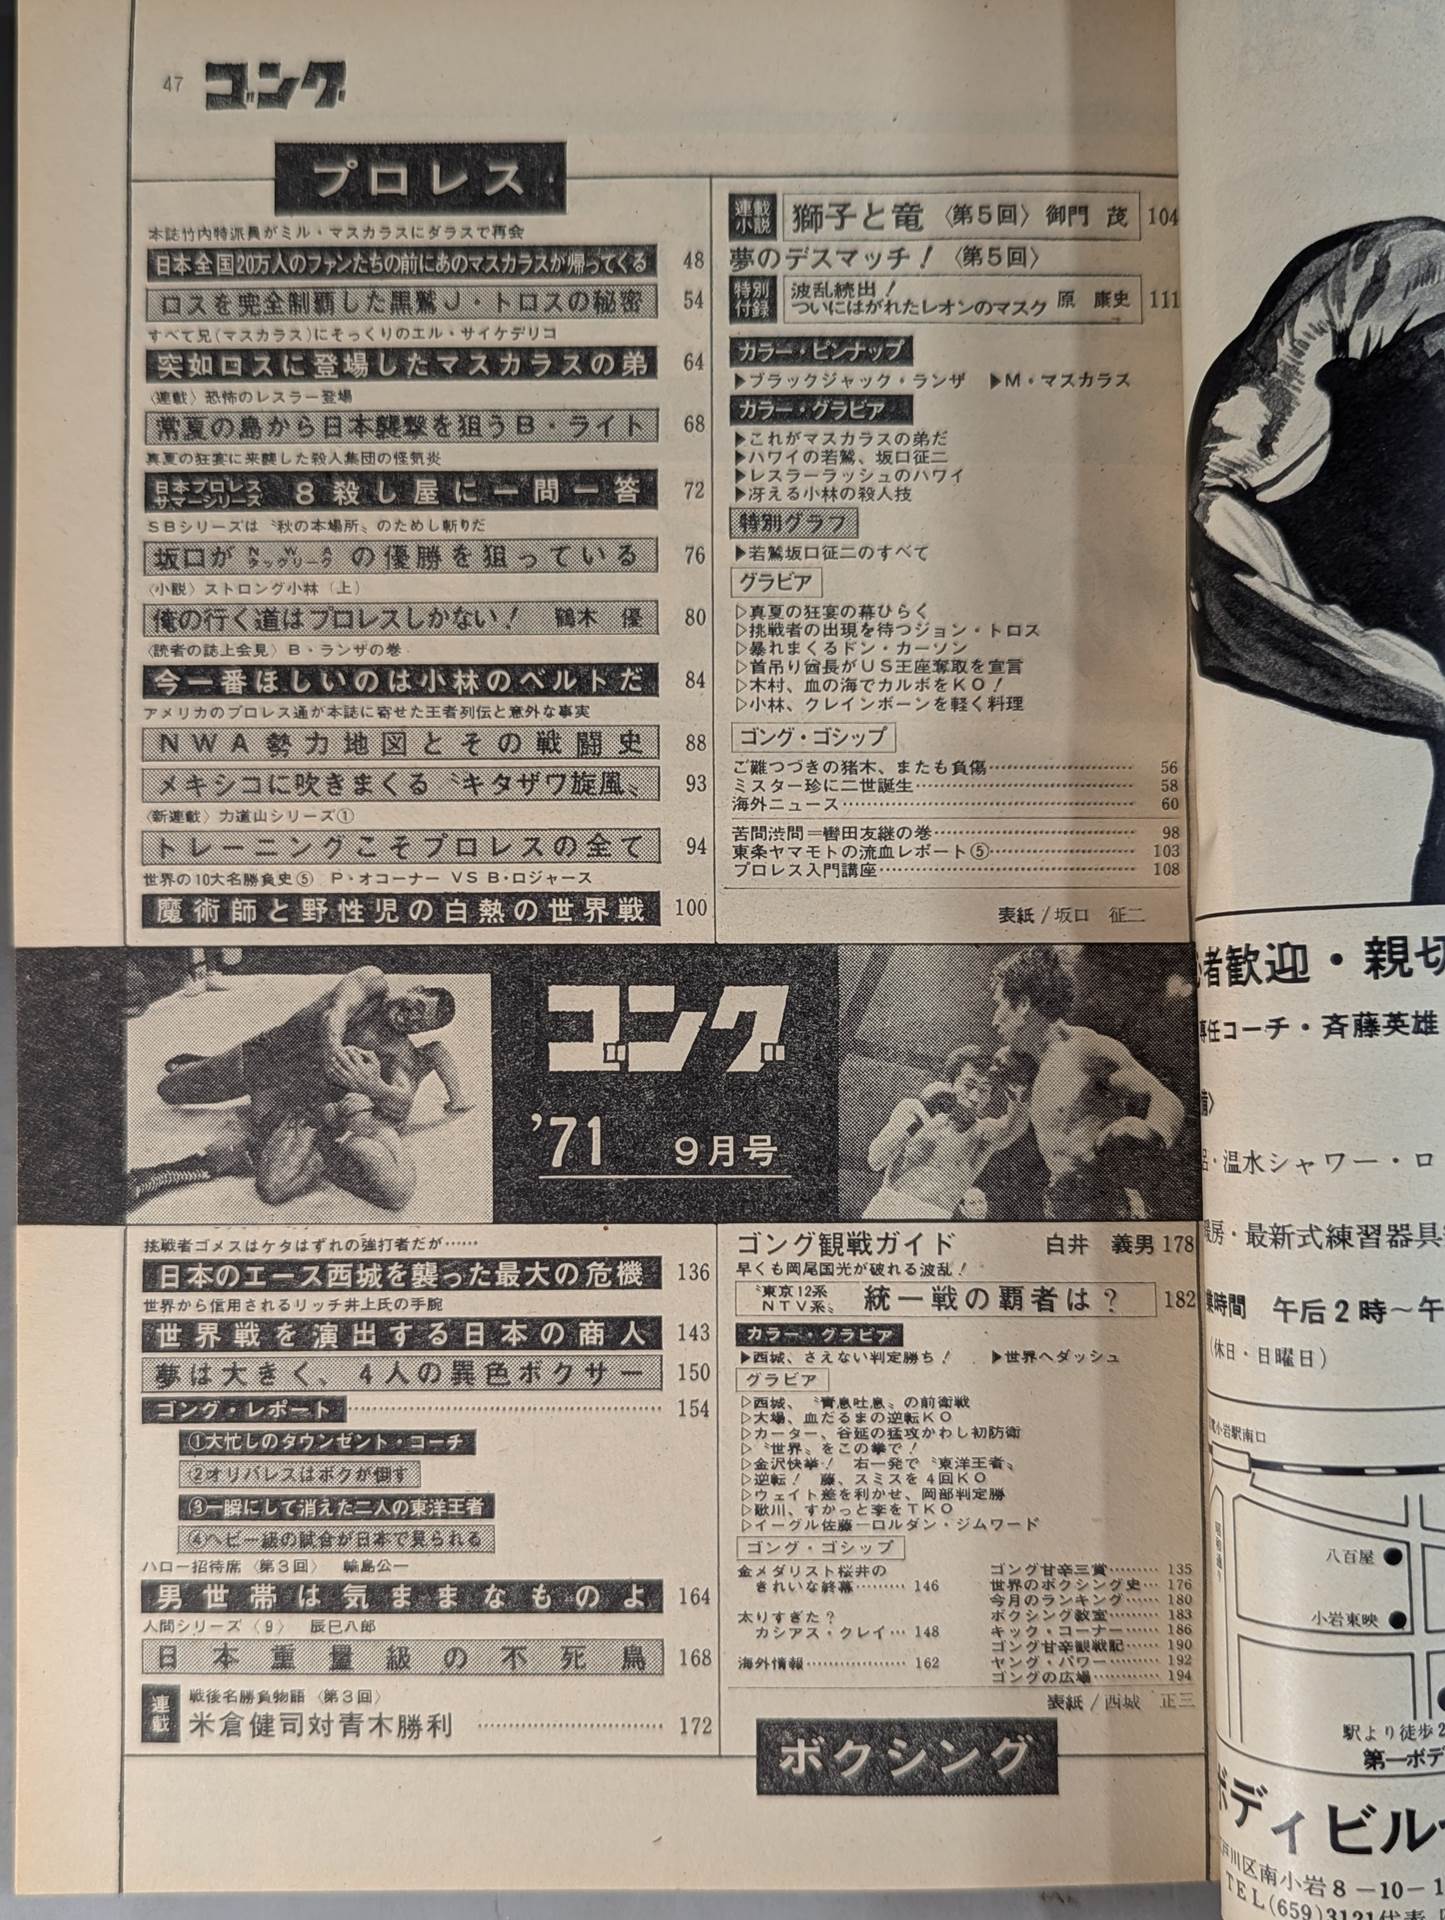 47 ゴング
プロレス
本誌竹内特派員がミル・マスカラスにダラスで再会
日本全国20万人のファンたちの前にあのマスカラスが帰ってくる 48
ロスを完全制覇した黒鷲J・トロスの秘密 54
すべて兄(マスカラス)にそっくりのエル・サイケデリコ
突如ロスに登場したマスカラスの弟 64
〈連載〉恐怖のレスラー登場
常夏の島から日本襲撃を狙うB・ライト 68
真夏の狂宴に来襲した殺人集団の怪気炎
日本プロレス サマーシリーズ 8殺し屋に一問一答 72
SBシリーズは〝秋の本場所〟のためし斬りだ
坂口がNWAタッグリーグの優勝を狙っている 76
〈小説〉ストロング小林(上)
俺の行く道はプロレスしかない! 鶴木 優 80
〈読者の誌上会見〉B・ランザの巻
今一番ほしいのは小林のベルトだ 84
アメリカのプロレス通が本誌に寄せた王者列伝と意外な事実
NWA勢力地図とその戦闘史 88
メキシコに吹きまくる〝キタザワ旋風〟 93
〈新連載〉力道山シリーズ①
トレーニングこそプロレスの全て 94
世界の10大名勝負史⑤ P・オコーナー VS B・ロジャース
魔術師と野性児の白熱の世界戦 100
連載小説 獅子と竜〈第5回〉御門 茂 104
夢のデスマッチ!〈第5回〉
特別付録 波乱続出! ついにはがれたレオンのマスク 原 康史 111
カラー・ピンナップ
▶ブラックジャック・ランザ ▶M・マスカラス
カラー・グラビア
▶これがマスカラスの弟だ
▶ハワイの若鷲、坂口征二
▶レスラーラッシュのハワイ
▶冴える小林の殺人技
特別グラフ
▶若鷲坂口征二のすべて
グラビア
▷真夏の狂宴の幕ひらく
▷挑戦者の出現を待つジョン・トロス
▷暴れまくるドン・カーソン
▷首吊り酋長がUS王座奪取を宣言
▷木村、血の海でカルボをKO!
▷小林、クレインボーンを軽く料理
ゴング・ゴシップ
ご難つづきの猪木、またも負傷………… 56
ミスター珍に二世誕生………… 58
海外ニュース………… 60
苦問渋問=轡田友継の巻………… 98
東条ヤマモトの流血レポート⑤………… 103
プロレス入門講座………… 108
表紙/坂口 征二
ゴング
'71 9月号
挑戦者ゴメスはケタはずれの強打者だが……
日本のエース西城を襲った最大の危機 136
世界から信用されるリッチ井上氏の手腕
世界戦を演出する日本の商人 143
夢は大きく、4人の異色ボクサー 150
ゴング・レポート………… 154
①大忙しのタウンゼント・コーチ
②オリバレスはボクが倒す
③一瞬にして消えた二人の東洋王者
④ヘビー級の試合が日本で見られる
ハロー招待席〈第3回〉 輪島公一
男世帯は気ままなものよ 164
人間シリーズ〈9〉 辰巳八郎
日本重量級の不死鳥 168
連載 戦後名勝負物語〈第3回〉
米倉健司対青木勝利………… 172
ゴング観戦ガイド 白井 義男 178
早くも岡尾国光が破れる波乱!
〝東京12系 NTV系〟 統一戦の覇者は? 182
カラー・グラビア
▶西城、さえない判定勝ち! ▶世界へダッシュ
グラビア
▷西城、〝青息吐息〟の前衛戦
▷大場、血だるまの逆転KO
▷カーター、谷延の猛攻かわし初防衛
▷〝世界〟をこの拳で!
▷金沢快挙! 右一発で〝東洋王者〟
▷逆転! 藤、スミスを4回KO
▷ウェイト差を利かせ、岡部判定勝
▷歌川、すかっと李をTKO
▷イーグル佐藤―ロルダン・ジムワード
ゴング・ゴシップ
金メダリスト桜井の
きれいな終幕……… 146
太りすぎた?
カシアス・クレイ… 148
海外情報………… 162
ゴング甘辛三賞……… 135
世界のボクシング史… 176
今月のランキング…… 180
ボクシング教室……… 183
キック・コーナー…… 186
ゴング甘辛観戦記…… 190
ヤング・パワー……… 192
ゴングの広場………… 194
表紙/西城 正三
ボクシング
者歓迎・親切
専任コーチ・斉藤英雄
・温水シャワー・ロ
暖房・最新式練習器具
業時間 午后2時〜午
(休日・日曜日)
小岩駅南口
八百屋
小岩東映
駅より徒歩2
第一ボデ
ボディビル
戸川区南小岩8-10-1
TEL(659)3121代表